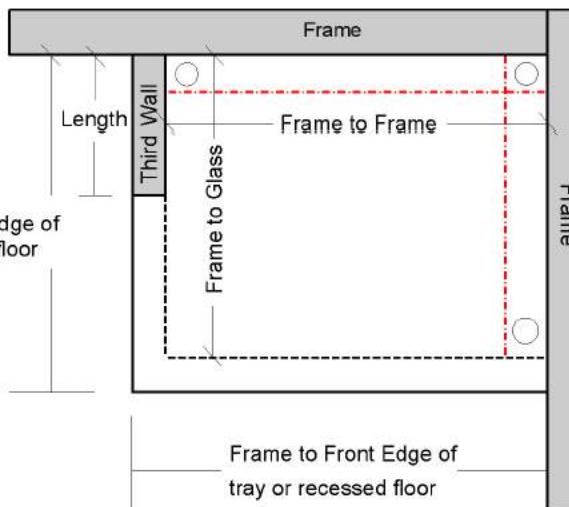 Frame
Third Wall
Length
Frame to Frame
Frame to Glass
Frame
dge of
floor
Frame to Front Edge of
tray or recessed floor